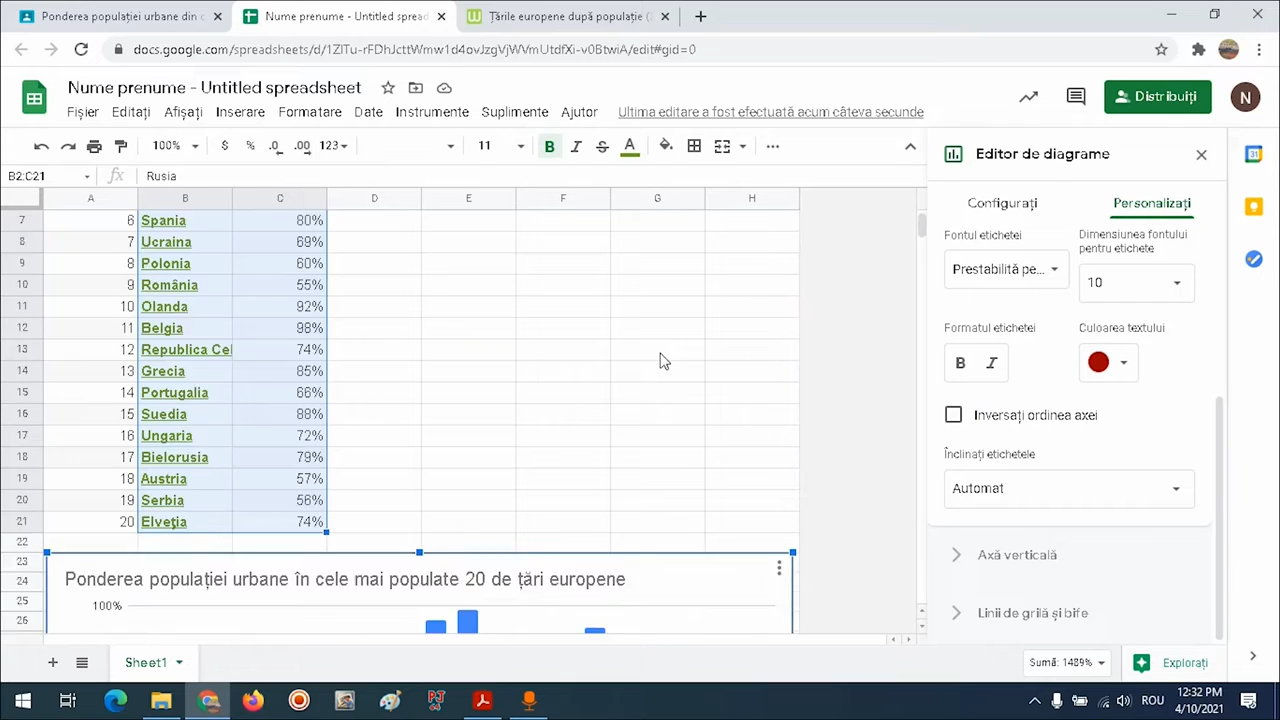 Ponderea populației urbane din c
Nume prenume - Untitled spread
Țările europene după populație (
docs.google.com/spreadsheets/d/1ZITu-rFDhJcttWmw1d4ovJzgVjWVmUtdfXi-v0BtwiA/edit#gid=0
Nume prenume - Untitled spreadsheet
Fișier Editați Afișați Inserare Formatare Date Instrumente Suplimente Ajutor Ultima editare a fost efectuată acum câteva secunde
Distribuiți
N
100% $ % .0 .00 123 11 B I S A
B2:C21 fx Rusia
A B C D E F G H
7 6 Spania 80%
8 7 Ucraina 69%
9 8 Polonia 60%
10 9 România 55%
11 10 Olanda 92%
12 11 Belgia 98%
13 12 Republica Cel 74%
14 13 Grecia 85%
15 14 Portugalia 66%
16 15 Suedia 88%
17 16 Ungaria 72%
18 17 Bielorusia 79%
19 18 Austria 57%
20 19 Serbia 56%
21 20 Elveţia 74%
22
23
24
25
26
Ponderea populației urbane în cele mai populate 20 de țări europene
100%
Editor de diagrame
Configurați Personalizați
Fontul etichetei
Prestabilită pe...
Dimensiunea fontului
pentru etichete
10
Formatul etichetei
B I
Culoarea textului
Inversați ordinea axei
Înclinați etichetele
Automat
Axă verticală
Linii de grilă și bife
Sheet1
Sumă: 1489%
Explorați
ROU
12:32 PM
4/10/2021